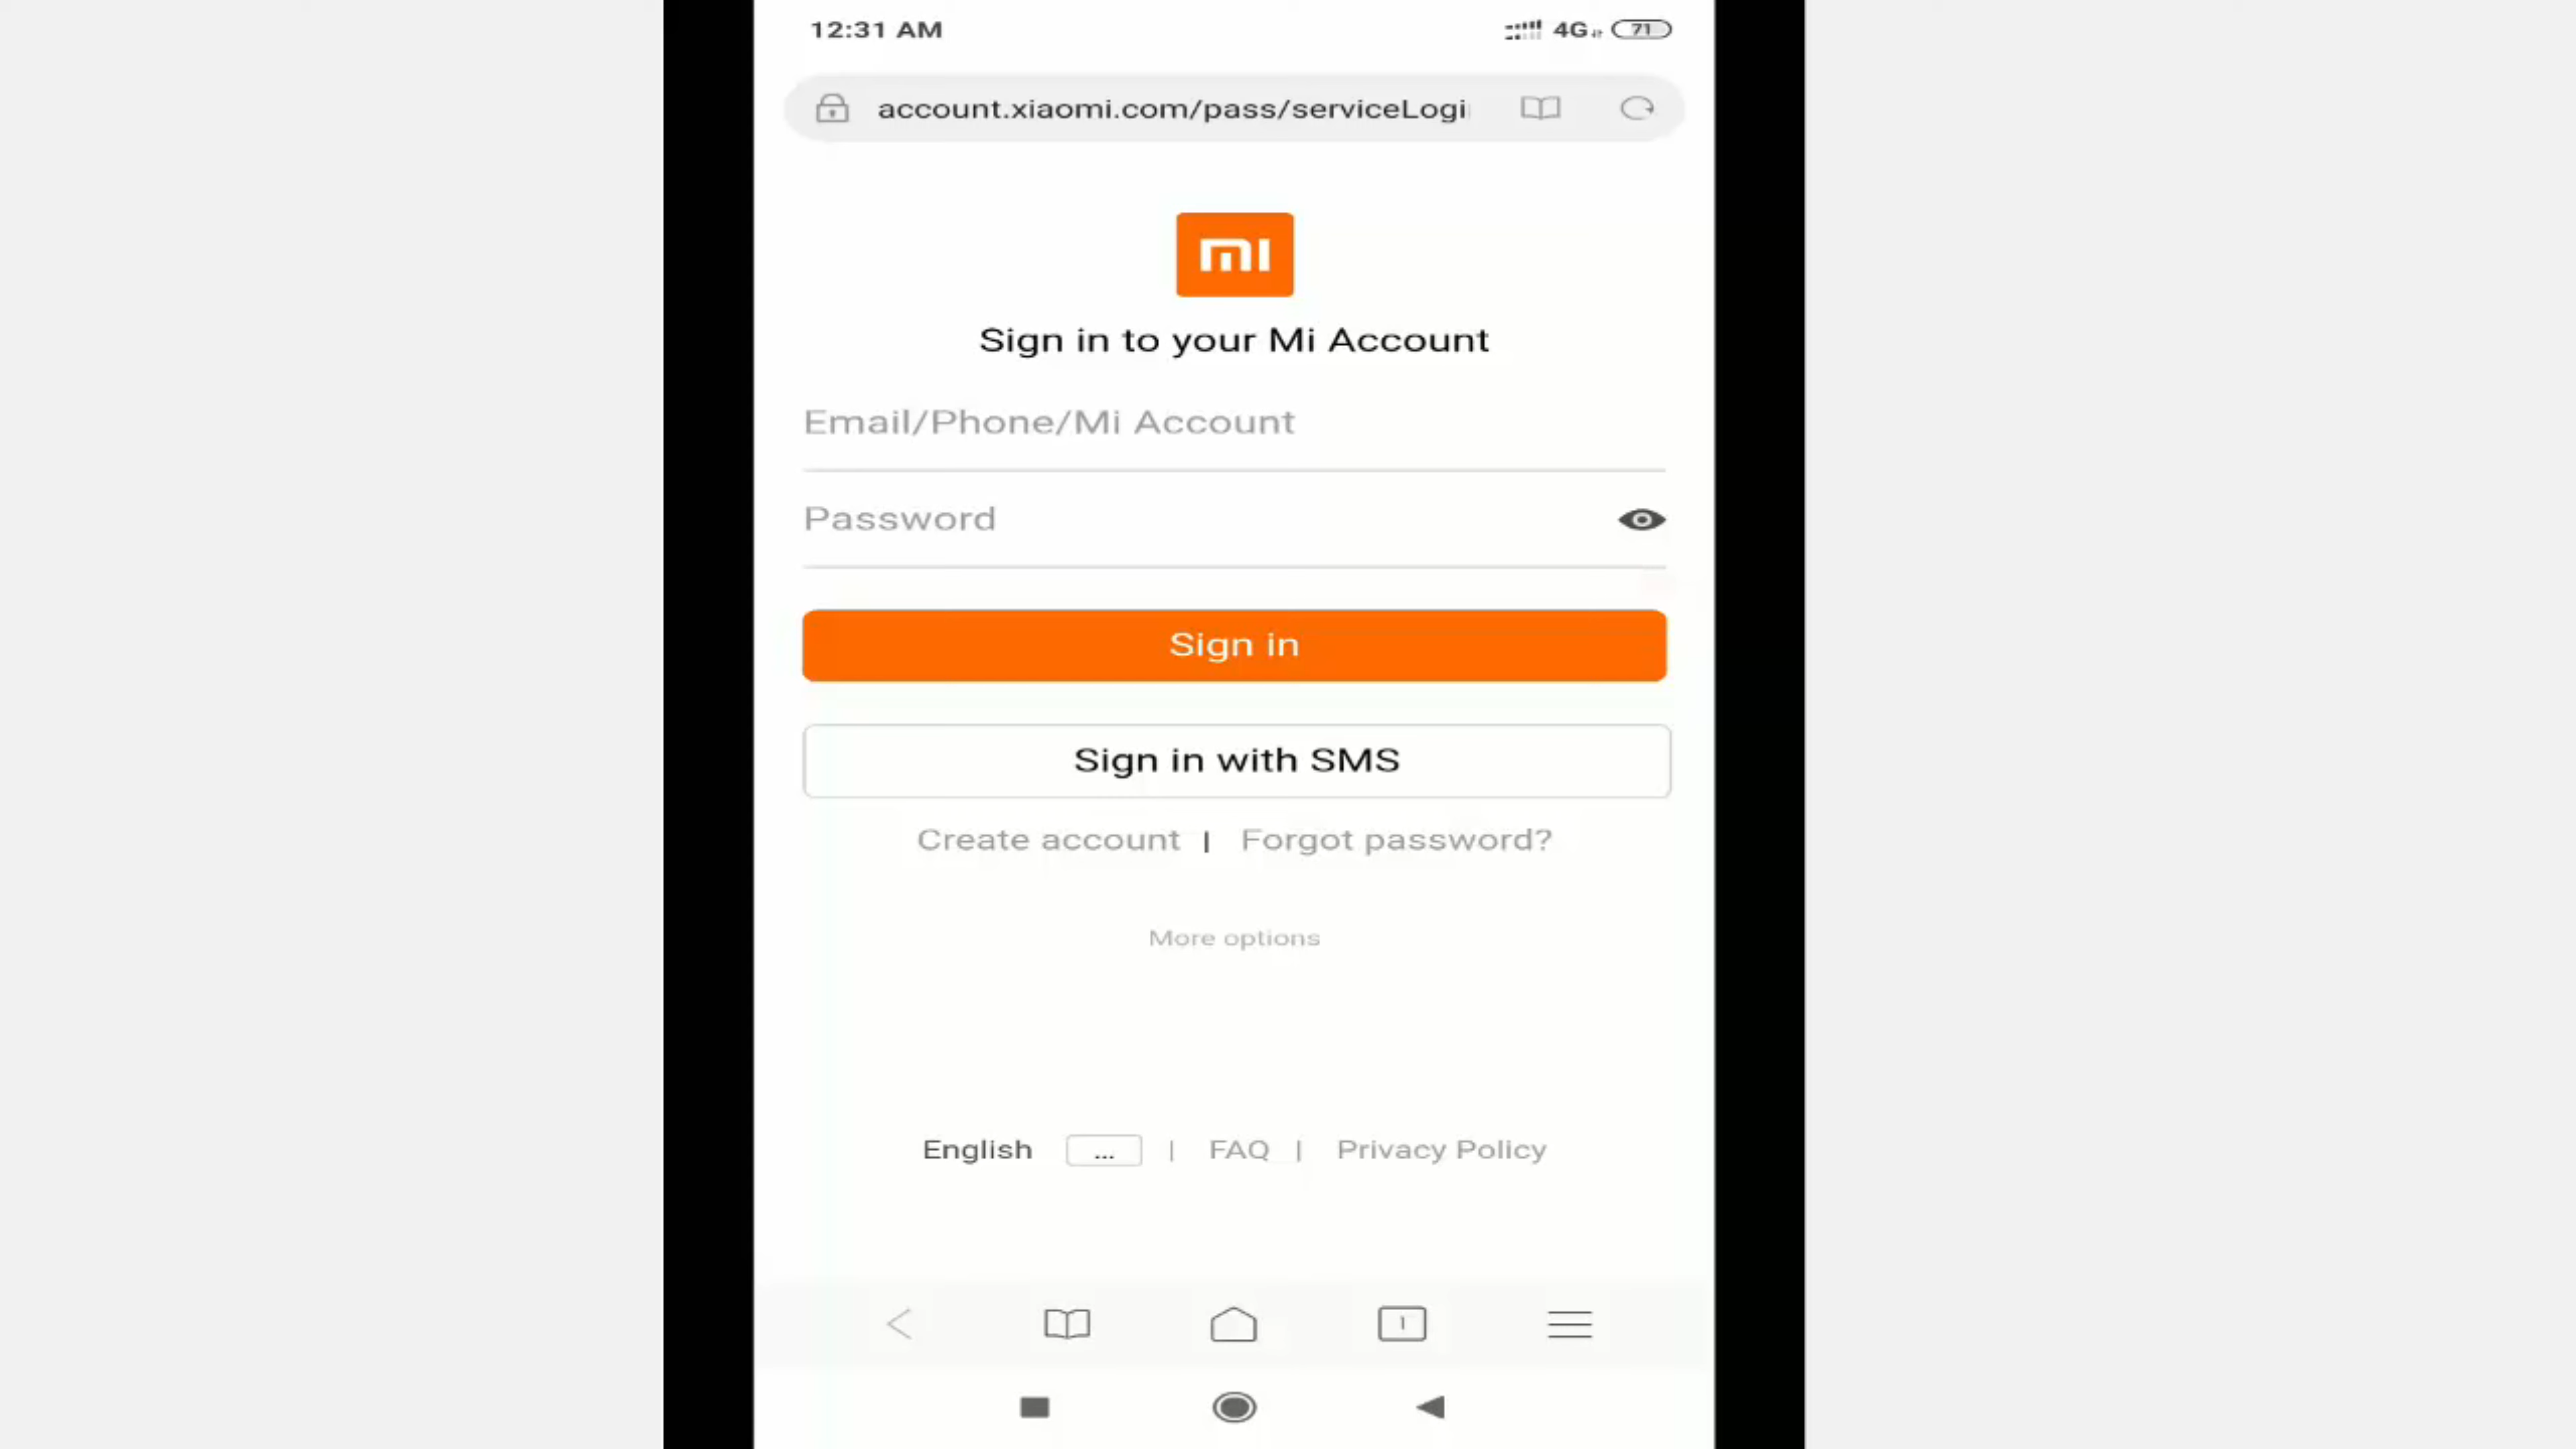 12:31 AM 4G 71
account.xiaomi.com/pass/serviceLogi
mi
Sign in to your Mi Account
Email/Phone/Mi Account
Password
Sign in
Sign in with SMS
Create account | Forgot password?
More options
English ... | FAQ | Privacy Policy
1